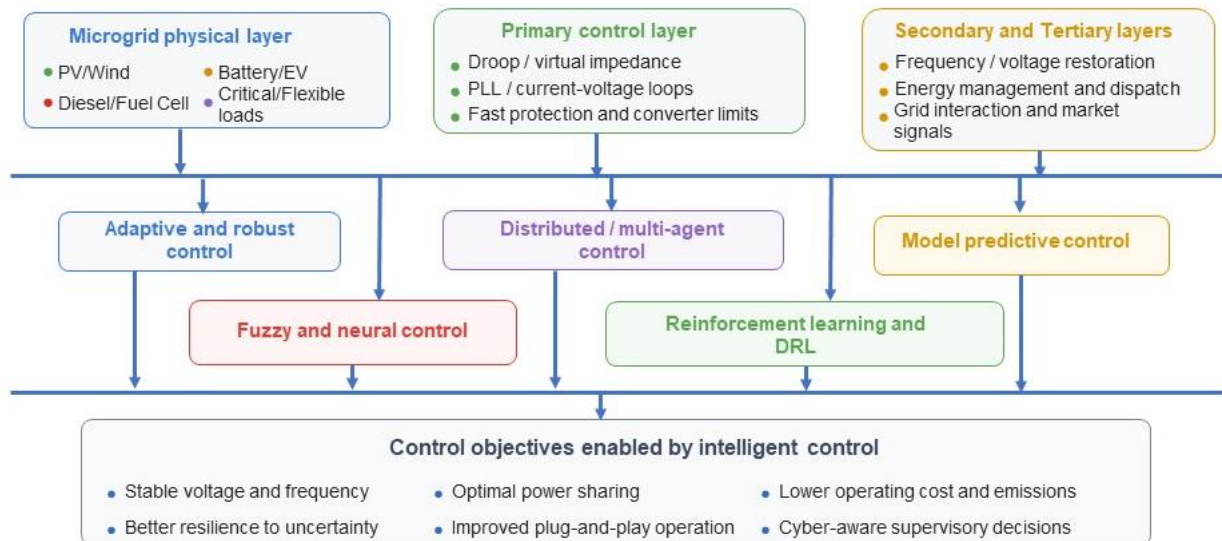 Microgrid physical layer
PV/Wind
Battery/EV
Diesel/Fuel Cell
Critical/Flexible
loads
Primary control layer
Droop / virtual impedance
PLL / current-voltage loops
Fast protection and converter limits
Secondary and Tertiary layers
Frequency / voltage restoration
Energy management and dispatch
Grid interaction and market
signals
Adaptive and robust
control
Distributed / multi-agent
control
Model predictive control
Fuzzy and neural control
Reinforcement learning and
DRL
Control objectives enabled by intelligent control
Stable voltage and frequency
Optimal power sharing
Lower operating cost and emissions
Better resilience to uncertainty
Improved plug-and-play operation
Cyber-aware supervisory decisions